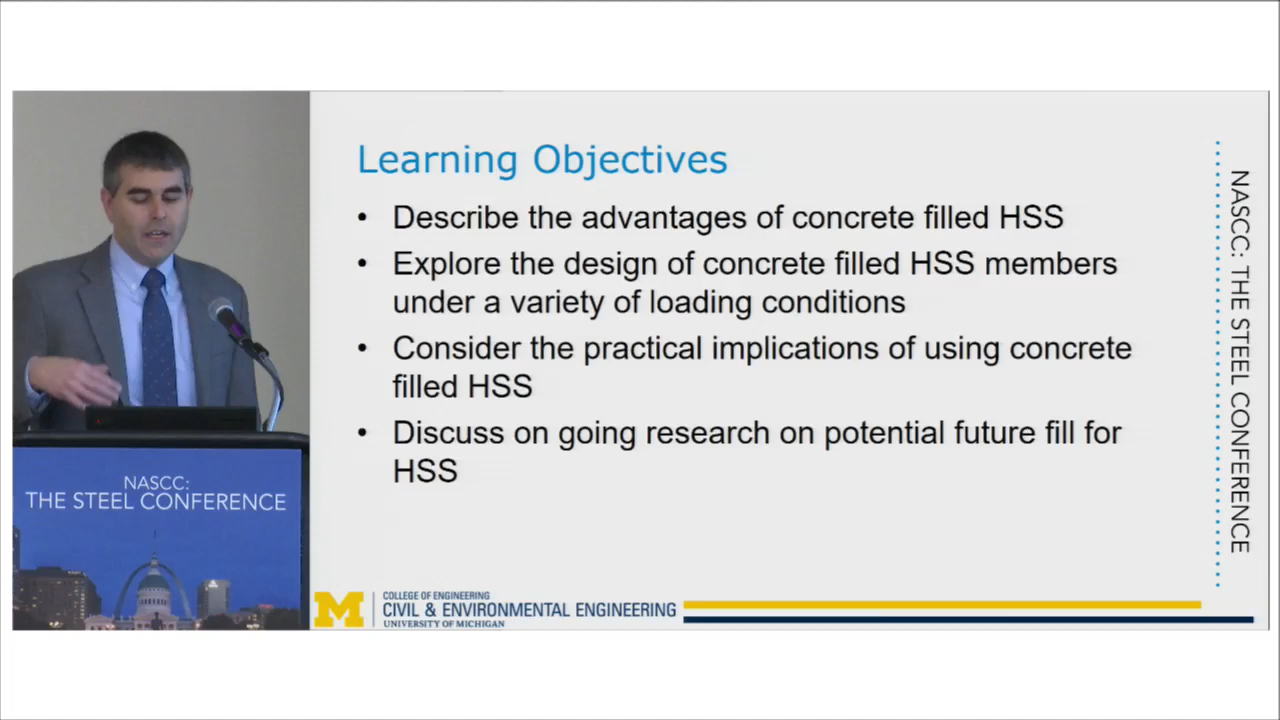 Learning Objectives
• Describe the advantages of concrete filled HSS
• Explore the design of concrete filled HSS members
under a variety of loading conditions
• Consider the practical implications of using concrete
filled HSS
• Discuss on going research on potential future fill for
HSS
NASCC: THE STEEL CONFERENCE
NASCC:
THE STEEL CONFERENCE
M
COLLEGE OF ENGINEERING
CIVIL & ENVIRONMENTAL ENGINEERING
UNIVERSITY OF MICHIGAN